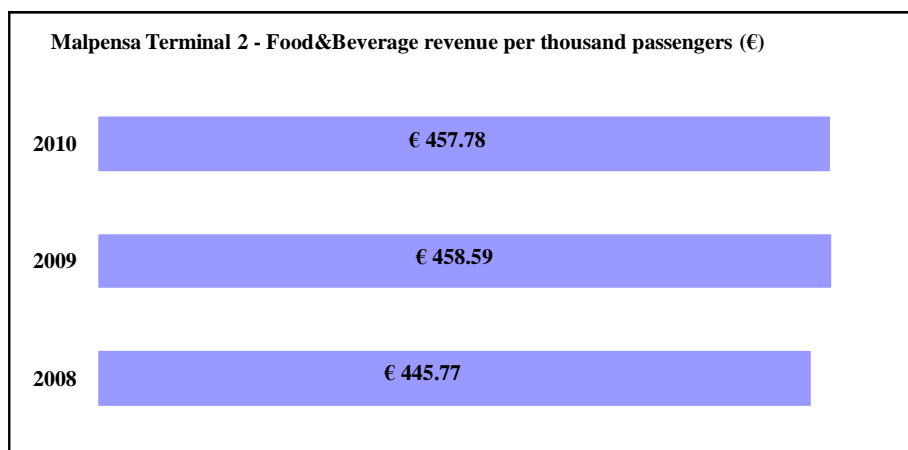 Malpensa Terminal 2 - Food&Beverage revenue per thousand passengers (€)
2010 € 457.78
2009 € 458.59
2008 € 445.77